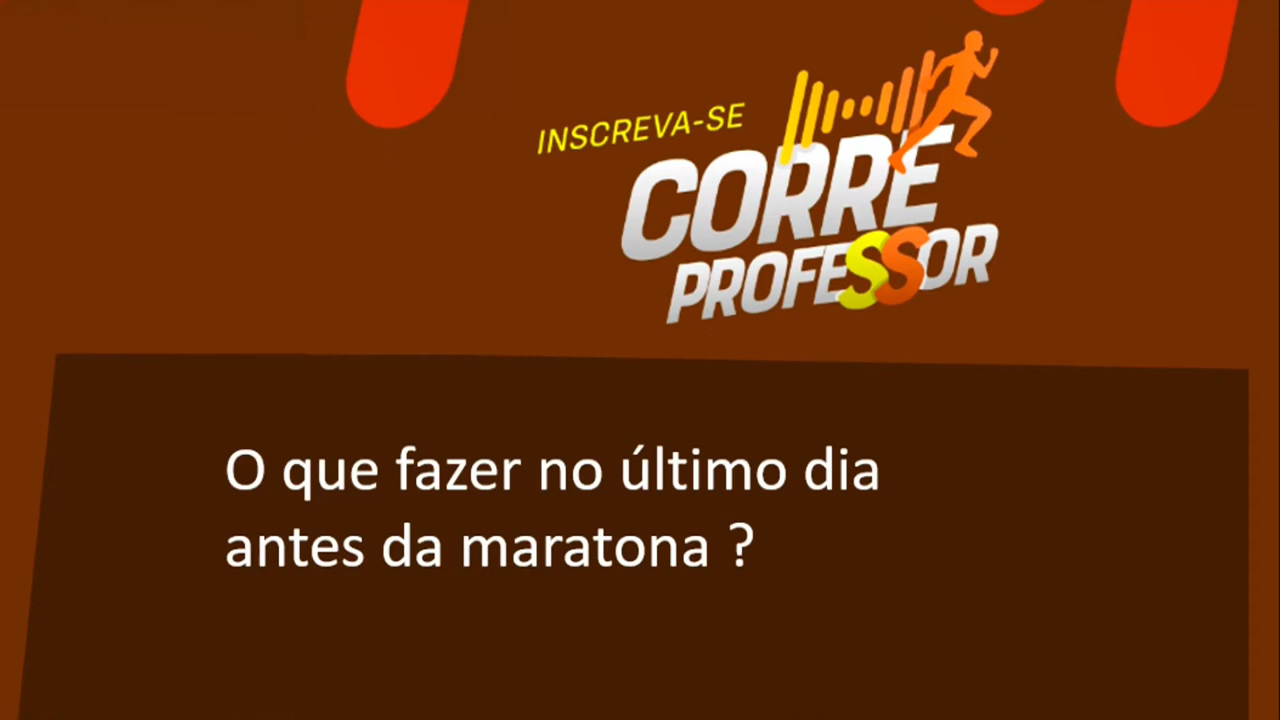 INSCREVA-SE
CORRE
PROFESSOR
O que fazer no último dia
antes da maratona ?